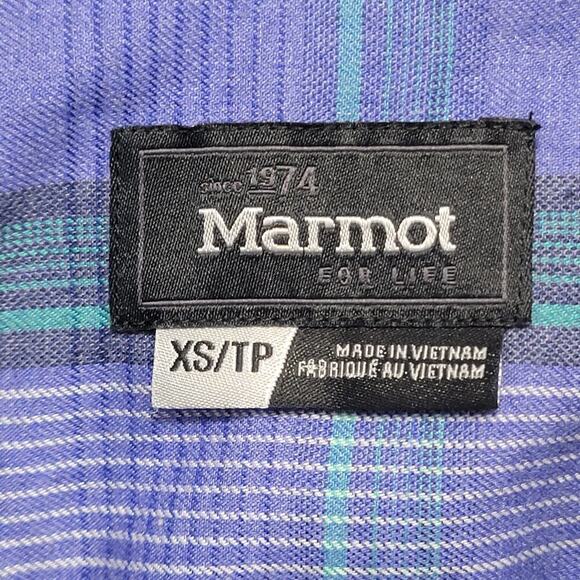 since 1974
Marmot
FOR LIFE
XS/TP
MADE IN VIETNAM
FABRIQUÉ AU VIETNAM